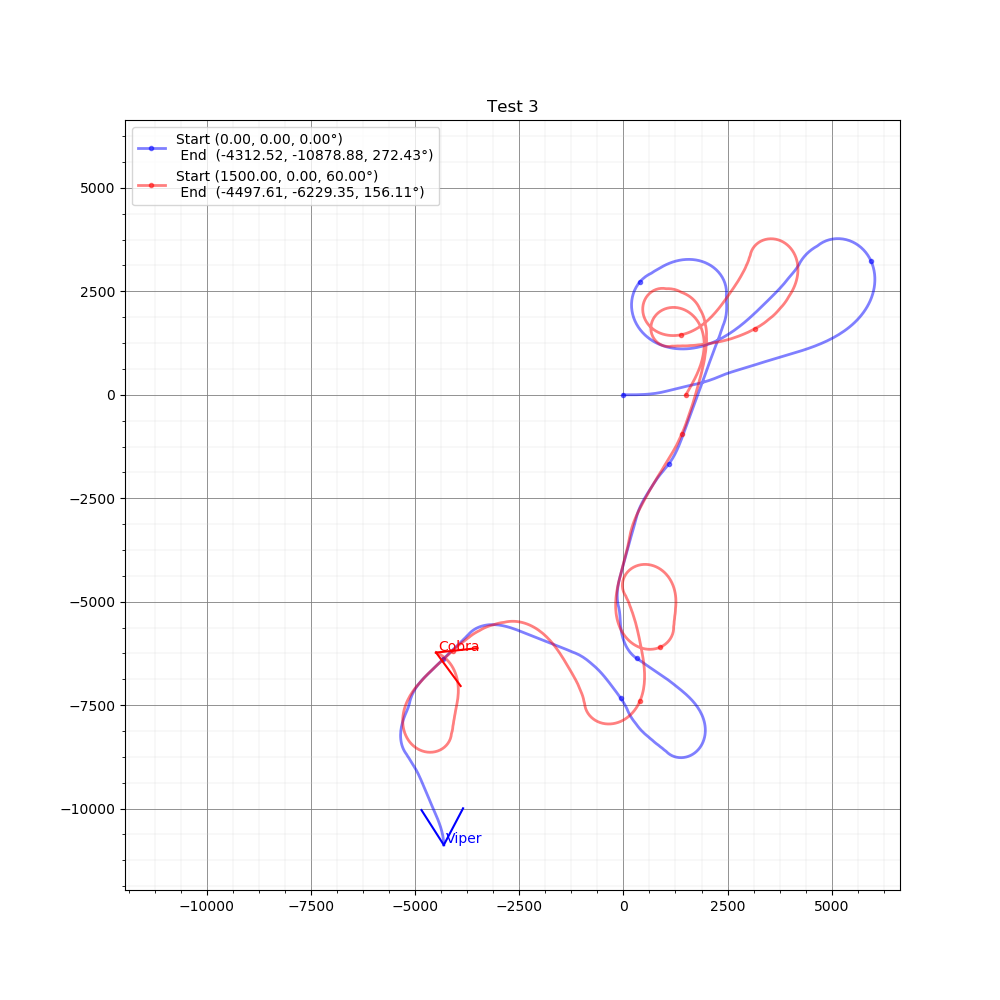 Test 3
Start (0.00, 0.00, 0.00°)
End  (-4312.52, -10878.88, 272.43°)
Start (1500.00, 0.00, 60.00°)
End  (-4497.61, -6229.35, 156.11°)
5000
2500
0
−2500
−5000
−7500
−10000
Cobra
Viper
−10000 −7500 −5000 −2500 0 2500 5000